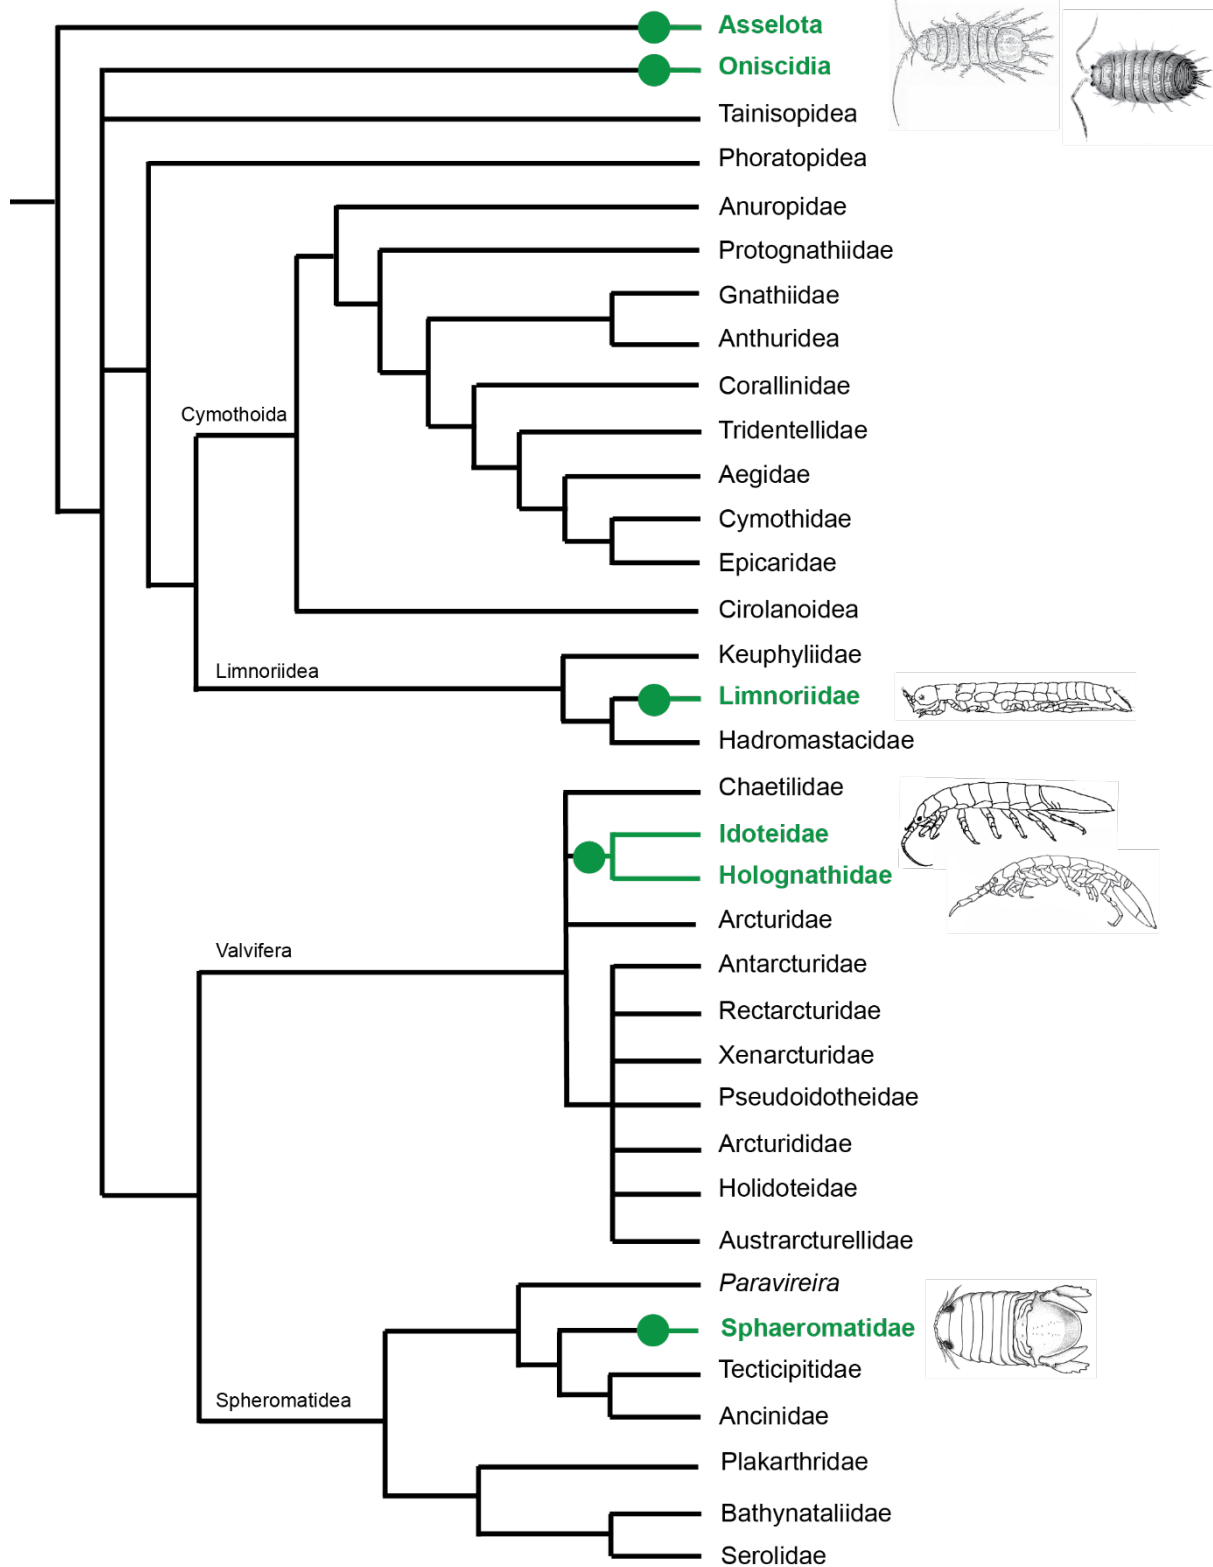 Asselota
Oniscidia
Tainisopidea
Phoratopidea
Anuropidae
Protognathiidae
Gnathiidae
Anthuridea
Corallinidae
Cymothoida
Tridentellidae
Aegidae
Cymothidae
Epicaridae
Cirolanoidea
Keuphyliidae
Limnoriidea
Limnoriidae
Hadromastacidae
Chaetilidae
Idoteidae
Holognathidae
Arcturidae
Valvifera
Antarcturidae
Rectarcturidae
Xenarcturidae
Pseudoidotheidae
Arcturididae
Holidoteidae
Austrarcturellidae
Paravireira
Sphaeromatidae
Tecticipitidae
Spheromatidea
Ancinidae
Plakarthridae
Bathynataliidae
Serolidae